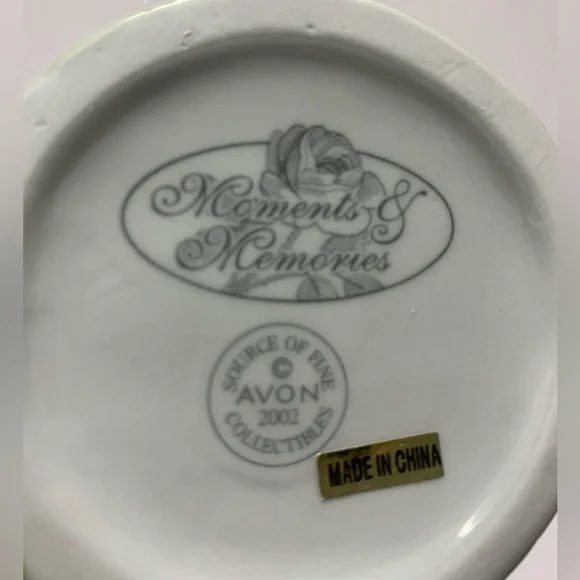 Moments &
Memories
SOURCE OF FINE
©
AVON
2002
COLLECTIBLES
MADE IN CHINA